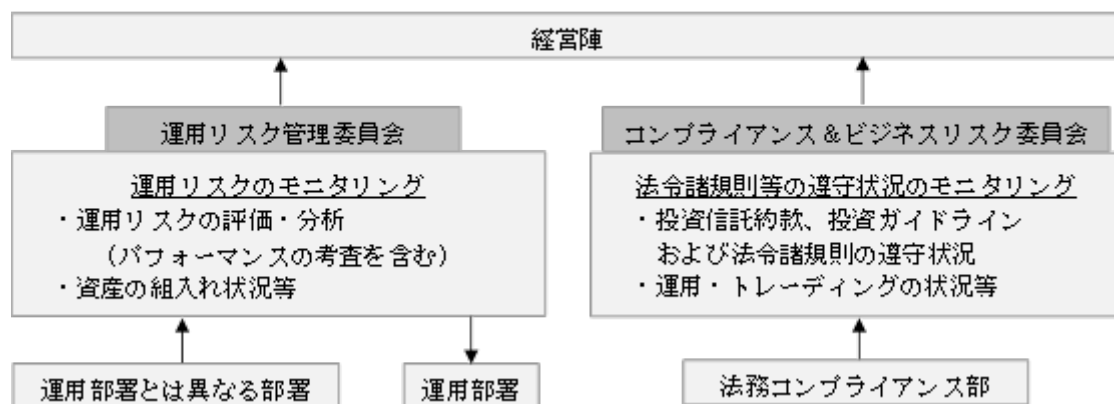 経営陣
運用リスク管理委員会
運用リスクのモニタリング
・運用リスクの評価・分析
（パフォーマンスの考査を含む）
・資産の組入れ状況等
コンプライアンス＆ビジネスリスク委員会
法令諸規則等の遵守状況のモニタリング
・投資信託約款、投資ガイドライン
および法令諸規則の遵守状況
・運用・トレーディングの状況等
運用部署とは異なる部署
運用部署
法務コンプライアンス部